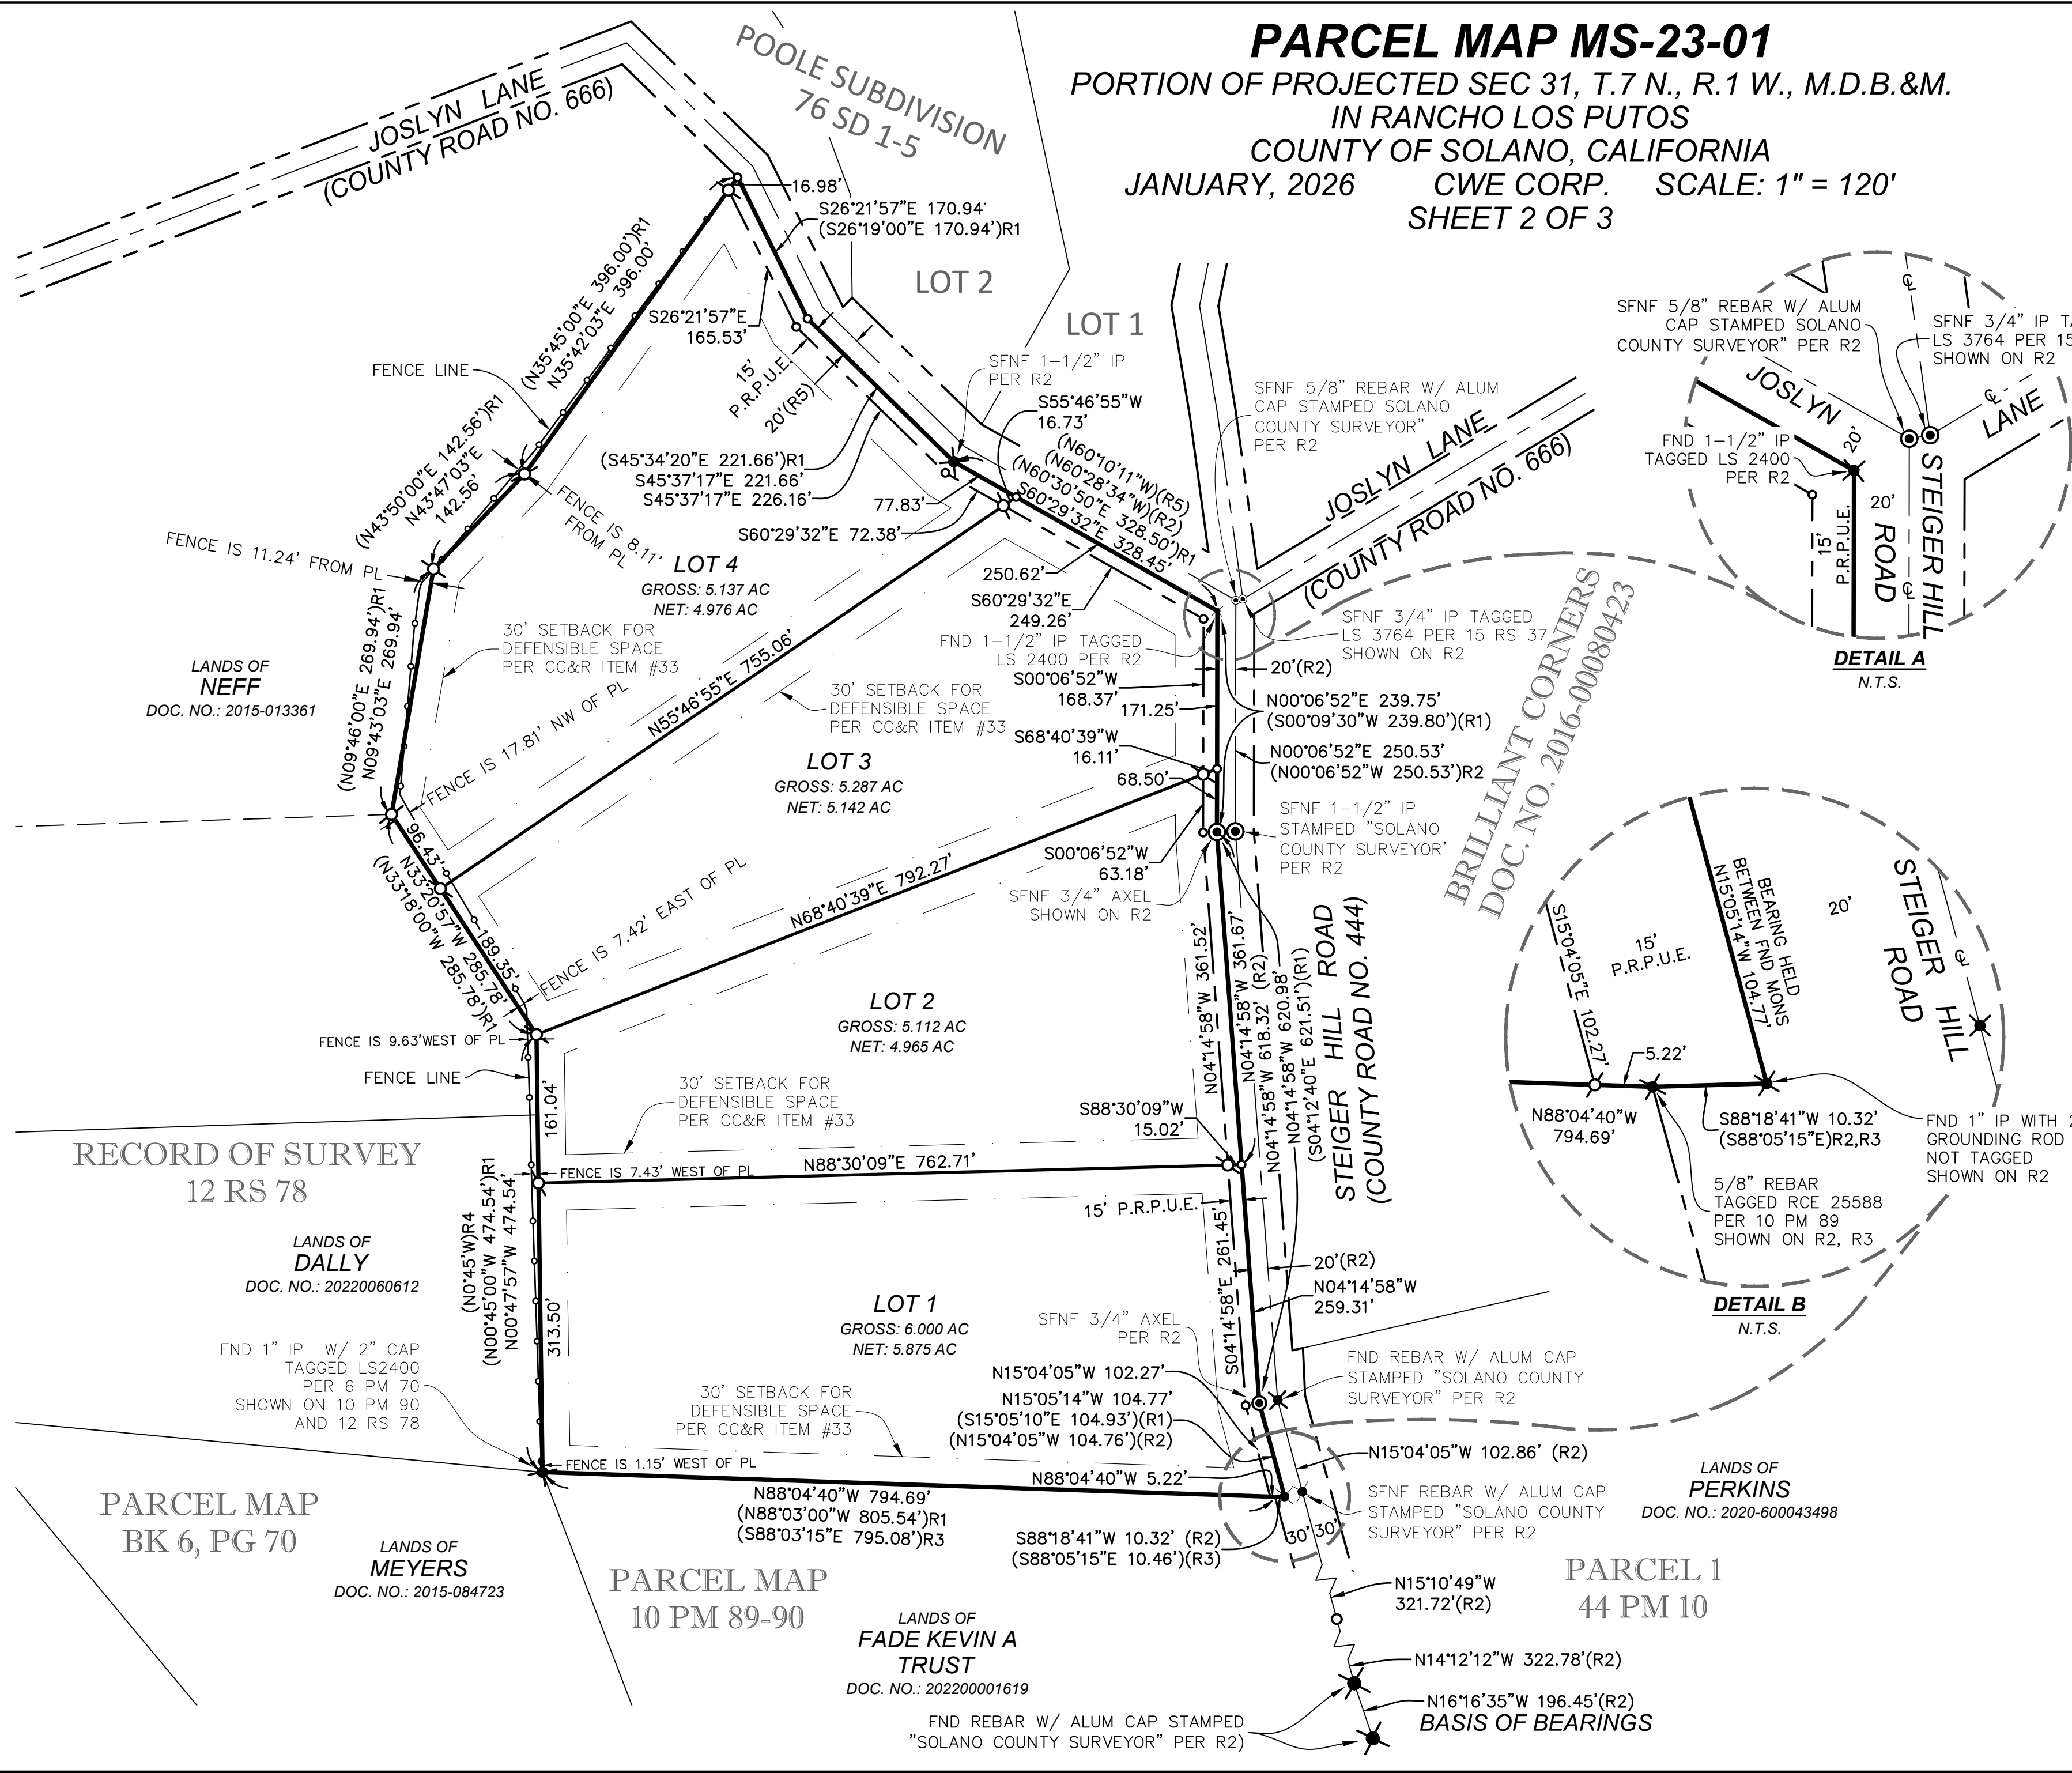 PARCEL MAP MS-23-01
PORTION OF PROJECTED SEC 31, T.7 N., R.1 W., M.D.B.&M.
IN RANCHO LOS PUTOS
COUNTY OF SOLANO, CALIFORNIA
JANUARY, 2026 CWE CORP. SCALE: 1" = 120'
SHEET 2 OF 3
JOSLYN LANE
(COUNTY ROAD NO. 666)
POOLE SUBDIVISION
76 SD 1-5
16.98'
S26°21'57"E 170.94'
(S26°19'00"E 170.94')R1
LOT 2
LOT 1
S26°21'57"E
165.53'
15'
P.R.P.U.E.
20'(R5)
(N35°45'00"E 396.00')R1
N35°42'03"E 396.00'
FENCE LINE
(N43°50'00"E 142.56')R1
N43°47'03"E
142.56'
FENCE IS 8.11'
FROM PL
FENCE IS 11.24' FROM PL
(S45°34'20"E 221.66')R1
S45°37'17"E 221.66'
S45°37'17"E 226.16'
SFNF 1-1/2" IP
PER R2
S55°46'55"W
16.73'
(N60°10'11"W)(R5)
(N60°28'34"W)(R2)
(N60°30'50"E 328.50')R1
S60°29'32"E 328.45'
77.83'
S60°29'32"E 72.38'
250.62'
S60°29'32"E
249.26'
SFNF 5/8" REBAR W/ ALUM
CAP STAMPED SOLANO
COUNTY SURVEYOR"
PER R2
JOSLYN LANE
(COUNTY ROAD NO. 666)
SFNF 3/4" IP TAGGED
LS 3764 PER 15 RS 37
SHOWN ON R2
FND 1-1/2" IP TAGGED
LS 2400 PER R2
20'(R2)
S00°06'52"W
168.37'
171.25'
N00°06'52"E 239.75'
(S00°09'30"W 239.80')(R1)
S68°40'39"W
16.11'
68.50'
N00°06'52"E 250.53'
(N00°06'52"W 250.53')R2
SFNF 1-1/2" IP
STAMPED "SOLANO
COUNTY SURVEYOR'
PER R2
S00°06'52"W
63.18'
SFNF 3/4" AXEL
SHOWN ON R2
BRILLIANT CORNERS
DOC. NO. 2016-00080423
LOT 4
GROSS: 5.137 AC
NET: 4.976 AC
30' SETBACK FOR
DEFENSIBLE SPACE
PER CC&R ITEM #33
(N09°46'00"E 269.94')R1
N09°43'03"E 269.94'
LANDS OF
NEFF
DOC. NO.: 2015-013361
FENCE IS 17.81' NW OF PL
N55°46'55"E 755.06'
30' SETBACK FOR
DEFENSIBLE SPACE
PER CC&R ITEM #33
LOT 3
GROSS: 5.287 AC
NET: 5.142 AC
96.43'
N33°20'57"W 285.78'
(N33°18'00"W 285.78')R1
189.35'
FENCE IS 7.42' EAST OF PL
N68°40'39"E 792.27'
FENCE IS 9.63'WEST OF PL
FENCE LINE
LOT 2
GROSS: 5.112 AC
NET: 4.965 AC
161.04'
30' SETBACK FOR
DEFENSIBLE SPACE
PER CC&R ITEM #33
S88°30'09"W
15.02'
N04°14'58"W 361.52'
N04°14'58"W 361.67'
N04°14'58"W 618.32' (R2)
N04°14'58"W 620.98'
(S04°12'40"E 621.51')(R1)
STEIGER HILL ROAD
(COUNTY ROAD NO. 444)
RECORD OF SURVEY
12 RS 78
FENCE IS 7.43' WEST OF PL
N88°30'09"E 762.71'
15' P.R.P.U.E.
S04°14'58"E 261.45'
20'(R2)
N04°14'58"W
259.31'
LANDS OF
DALLY
DOC. NO.: 20220060612
(N0°45'W)R4
(N00°45'00"W 474.54')R1
N00°47'57"W 474.54'
313.50'
LOT 1
GROSS: 6.000 AC
NET: 5.875 AC
SFNF 3/4" AXEL
PER R2
FND 1" IP W/ 2" CAP
TAGGED LS2400
PER 6 PM 70
SHOWN ON 10 PM 90
AND 12 RS 78
30' SETBACK FOR
DEFENSIBLE SPACE
PER CC&R ITEM #33
N15°04'05"W 102.27'
N15°05'14"W 104.77'
(S15°05'10"E 104.93')(R1)
(N15°04'05"W 104.76')(R2)
FND REBAR W/ ALUM CAP
STAMPED "SOLANO COUNTY
SURVEYOR" PER R2
N15°04'05"W 102.86' (R2)
FENCE IS 1.15' WEST OF PL
N88°04'40"W 5.22'
N88°04'40"W 794.69'
(N88°03'00"W 805.54')R1
(S88°03'15"E 795.08')R3
S88°18'41"W 10.32' (R2)
(S88°05'15"E 10.46')(R3)
30' 30'
SFNF REBAR W/ ALUM CAP
STAMPED "SOLANO COUNTY
SURVEYOR" PER R2
LANDS OF
PERKINS
DOC. NO.: 2020-600043498
PARCEL MAP
BK 6, PG 70
LANDS OF
MEYERS
DOC. NO.: 2015-084723
PARCEL MAP
10 PM 89-90
LANDS OF
FADE KEVIN A
TRUST
DOC. NO.: 202200001619
PARCEL 1
44 PM 10
N15°10'49"W
321.72'(R2)
N14°12'12"W 322.78'(R2)
N16°16'35"W 196.45'(R2)
BASIS OF BEARINGS
FND REBAR W/ ALUM CAP STAMPED
"SOLANO COUNTY SURVEYOR" PER R2)
SFNF 5/8" REBAR W/ ALUM
CAP STAMPED SOLANO
COUNTY SURVEYOR" PER R2
SFNF 3/4" IP
LS 3764 PER 15
SHOWN ON R2
JOSLYN LANE
FND 1-1/2" IP
TAGGED LS 2400
PER R2
20'
20'
15'
P.R.P.U.E.
STEIGER HILL
ROAD
DETAIL A
N.T.S.
BEARING HELD
BETWEEN FND MONS
N15°05'14"W 104.77'
S15°04'05"E 102.27'
15'
P.R.P.U.E.
20'
STEIGER HILL
ROAD
5.22'
N88°04'40"W
794.69'
S88°18'41"W 10.32'
(S88°05'15"E)R2,R3
FND 1" IP WITH 2
GROUNDING ROD
NOT TAGGED
SHOWN ON R2
5/8" REBAR
TAGGED RCE 25588
PER 10 PM 89
SHOWN ON R2, R3
DETAIL B
N.T.S.